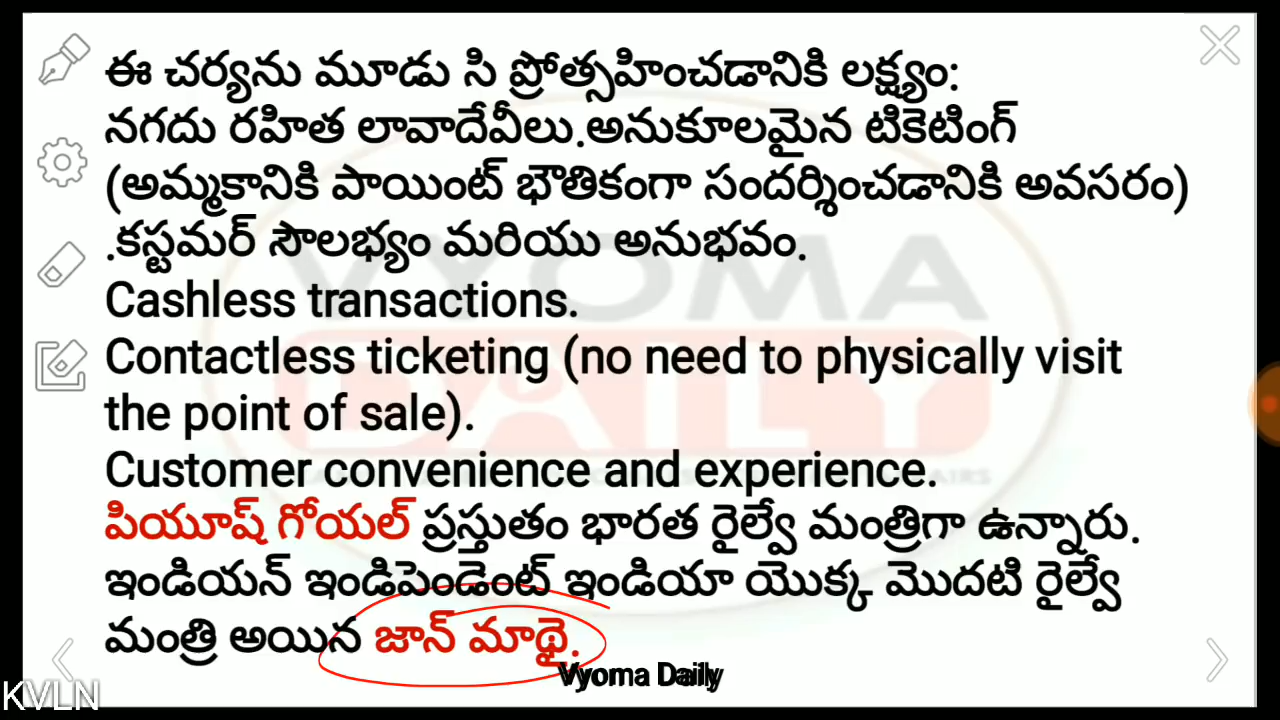 ఈ చర్యను మూడు సి ప్రోత్సహించడానికి లక్ష్యం:
నగదు రహిత లావాదేవీలు.అనుకూలమైన టికెటింగ్
(అమ్మకానికి పాయింట్ భౌతికంగా సందర్శించడానికి అవసరం)
.కస్టమర్ సౌలభ్యం మరియు అనుభవం.
Cashless transactions.
Contactless ticketing (no need to physically visit
the point of sale).
Customer convenience and experience.
పియూష్ గోయల్ ప్రస్తుతం భారత రైల్వే మంత్రిగా ఉన్నారు.
ఇండియన్ ఇండిపెండెంట్ ఇండియా యొక్క మొదటి రైల్వే
మంత్రి అయిన జాన్ మాథై.
Vyoma Daily
KVLN
VYOMA
DAILY